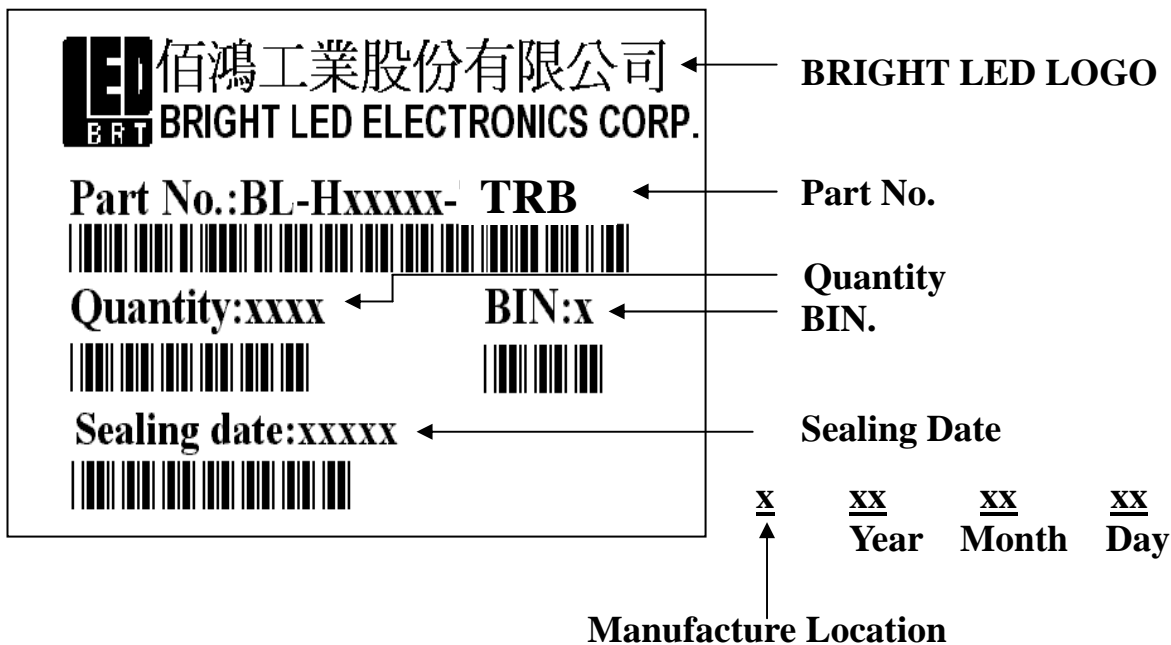 LED 佰鴻工業股份有限公司 BRIGHT LED LOGO
BRT BRIGHT LED ELECTRONICS CORP.
Part No.:BL-Hxxxxx- TRB Part No.
Quantity
Quantity:xxxx BIN:x BIN.
Sealing date:xxxxx Sealing Date
x xx xx xx
Year Month Day
Manufacture Location